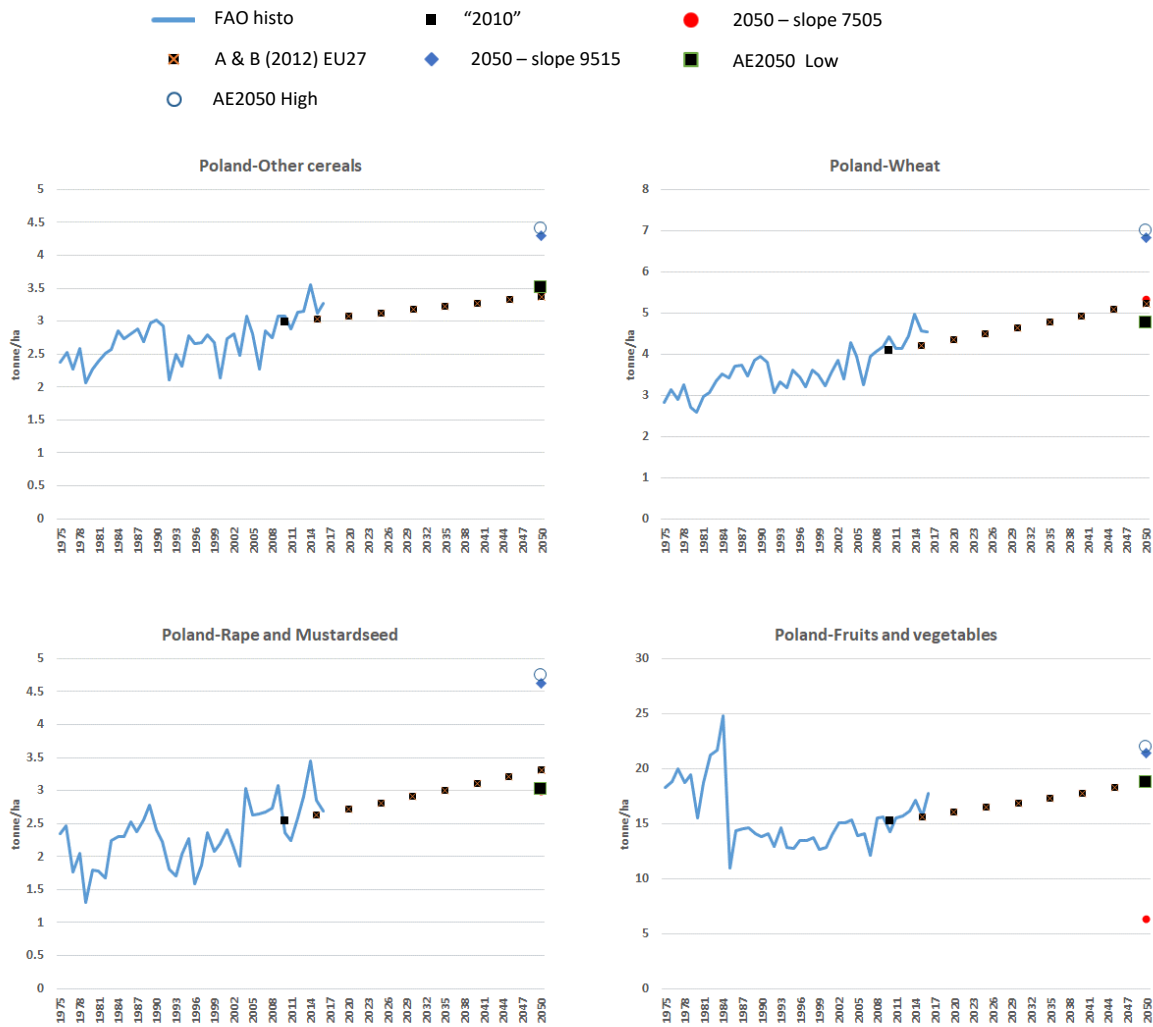 FAO histo
“2010”
2050 – slope 7505
A & B (2012) EU27
2050 – slope 9515
AE2050 Low
AE2050 High
Poland-Other cereals
5
4.5
4
3.5
3
2.5
2
1.5
1
0.5
0
tonne/ha
1975 1978 1981 1984 1987 1990 1993 1996 1999 2002 2005 2008 2011 2014 2017 2020 2023 2026 2029 2032 2035 2038 2041 2044 2047 2050
Poland-Wheat
8
7
6
5
4
3
2
1
0
tonne/ha
1975 1978 1981 1984 1987 1990 1993 1996 1999 2002 2005 2008 2011 2014 2017 2020 2023 2026 2029 2032 2035 2038 2041 2044 2047 2050
Poland-Rape and Mustardseed
5
4.5
4
3.5
3
2.5
2
1.5
1
0.5
0
tonne/ha
1975 1978 1981 1984 1987 1990 1993 1996 1999 2002 2005 2008 2011 2014 2017 2020 2023 2026 2029 2032 2035 2038 2041 2044 2047 2050
Poland-Fruits and vegetables
30
25
20
15
10
5
0
tonne/ha
1975 1978 1981 1984 1987 1990 1993 1996 1999 2002 2005 2008 2011 2014 2017 2020 2023 2026 2029 2032 2035 2038 2041 2044 2047 2050